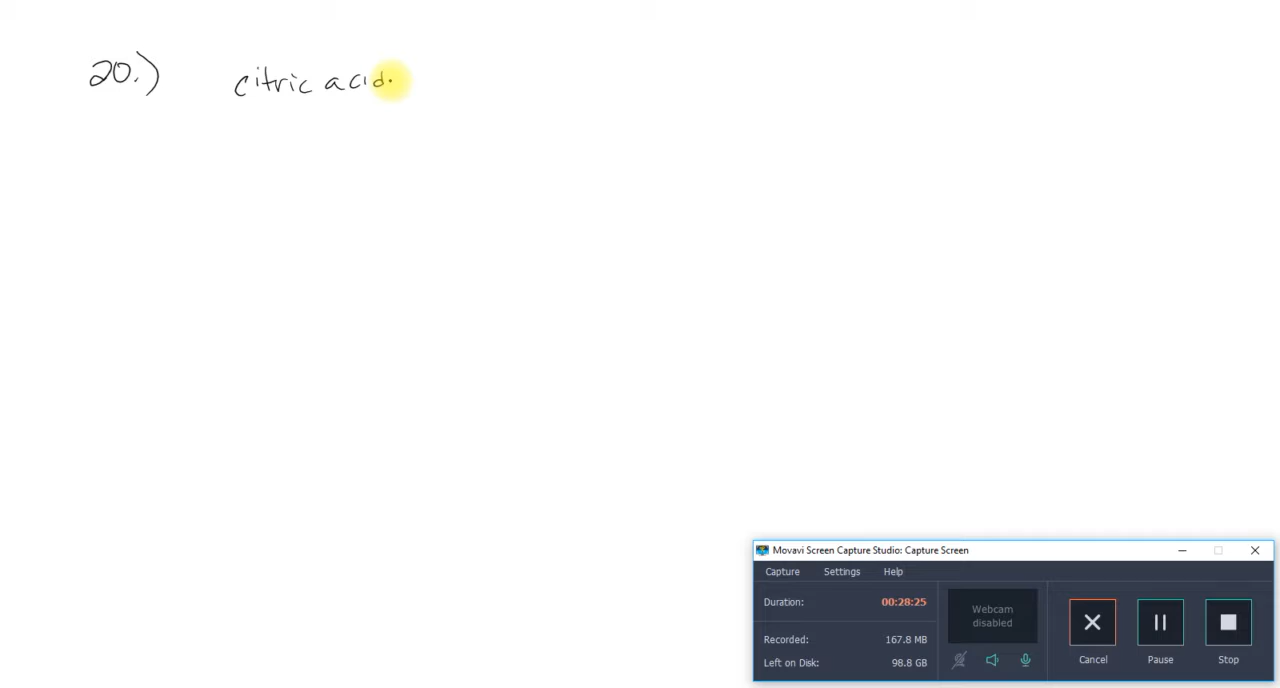 20.) citric acid.
Movavi Screen Capture Studio: Capture Screen
Capture Settings Help
Duration: 00:28:25
Recorded: 167.8 MB
Left on Disk: 98.8 GB
Webcam
disabled
Cancel Pause Stop